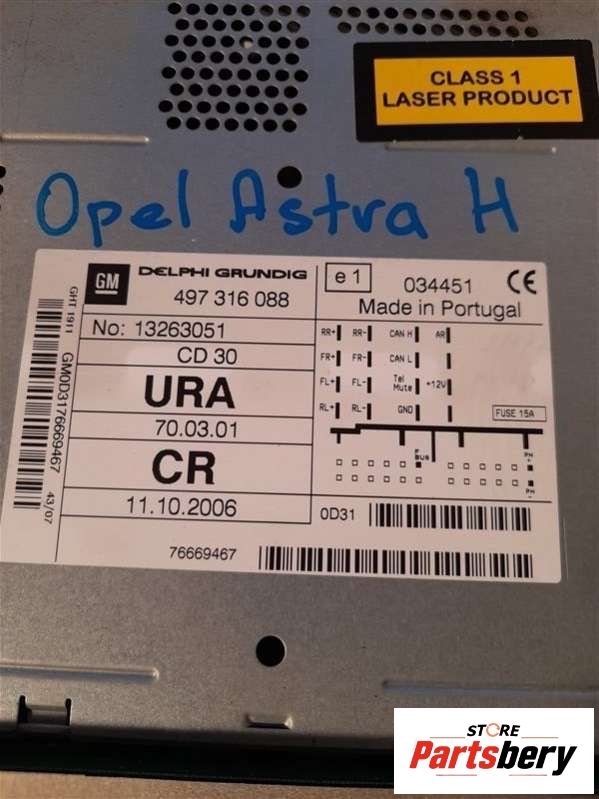 CLASS 1
LASER PRODUCT
Opel Astra H
GM DELPHI GRUNDIG
497 316 088
e 1 034451 CE
Made in Portugal
No: 13263051
CD 30
URA
70.03.01
CR
11.10.2006
GHT 1911
GM0D3176669467 43/07
RR+ RR- CAN H AR
FR+ FR- CAN L
FL+ FL- Tel Mute +12V
RL+ RL- GND
FUSE 15A
0D31
76669467
STORE
Partsbery